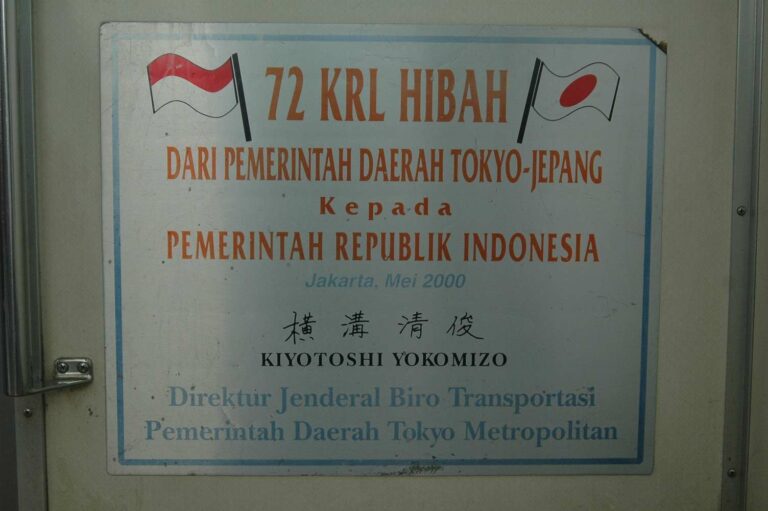 72 KRL HIBAH
DARI PEMERINTAH DAERAH TOKYO-JEPANG
Kepada
PEMERINTAH REPUBLIK INDONESIA
Jakarta, Mei 2000
横溝清俊
KIYOTOSHI YOKOMIZO
Direktur Jenderal Biro Transportasi
Pemerintah Daerah Tokyo Metropolitan